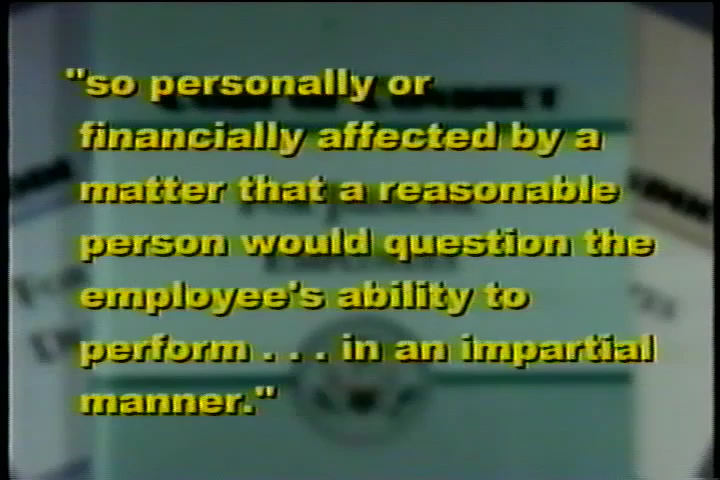 "so personally or
financially affected by a
matter that a reasonable
person would question the
employee's ability to
perform . . . in an impartial
manner."